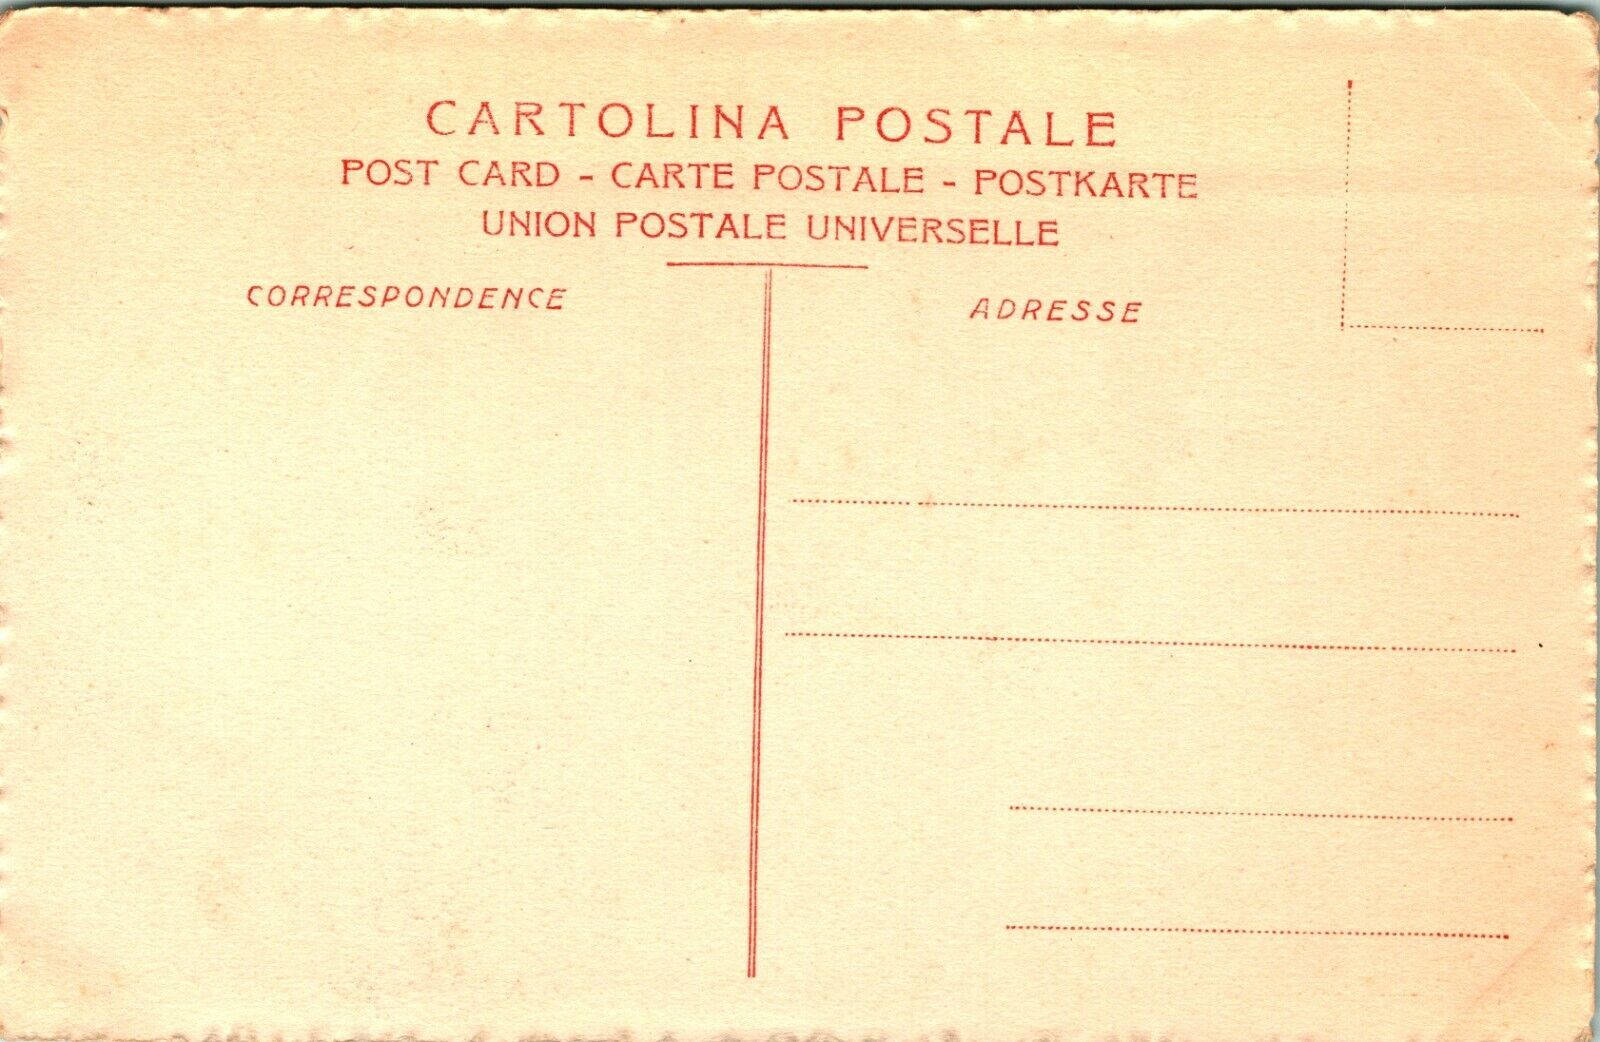 CARTOLINA POSTALE
POST CARD - CARTE POSTALE - POSTKARTE
UNION POSTALE UNIVERSELLE
CORRESPONDENCE
ADRESSE